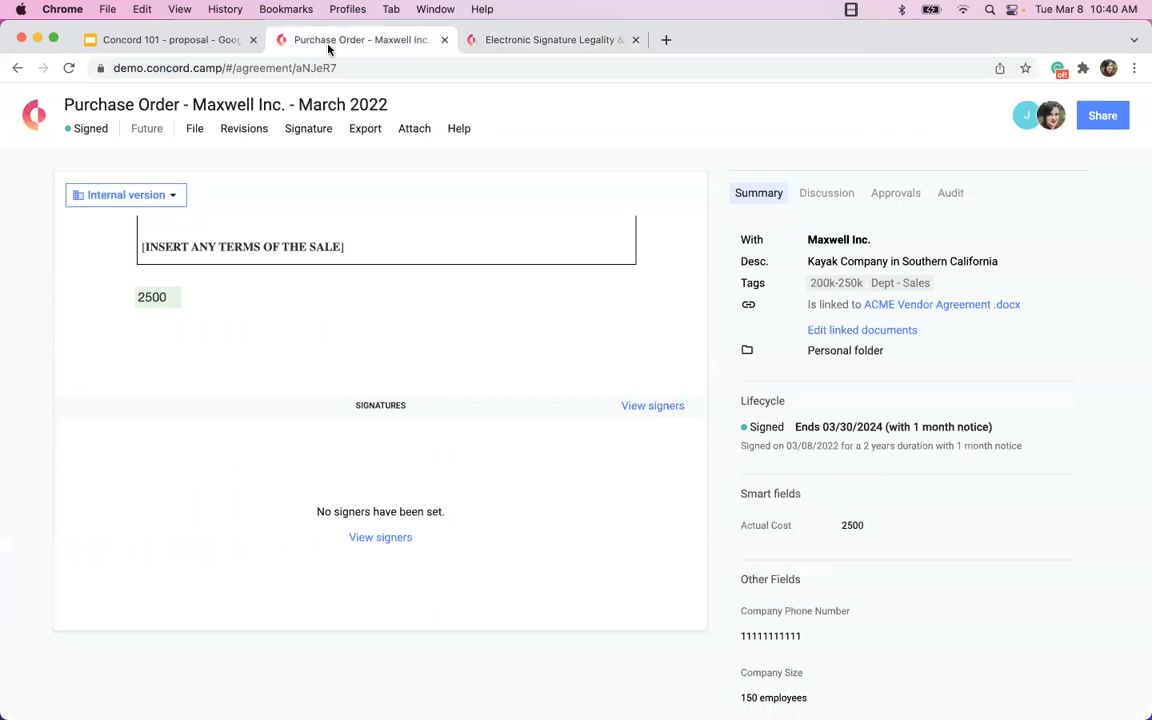 Chrome File Edit View History Bookmarks Profiles Tab Window Help Tue Mar 8 10:40 AM
Concord 101 - proposal - Goo
Purchase Order - Maxwell Inc.
Electronic Signature Legality &
demo.concord.camp/#/agreement/aNJeR7
off
Purchase Order - Maxwell Inc. - March 2022
Signed Future File Revisions Signature Export Attach Help
J
Share
Internal version
[INSERT ANY TERMS OF THE SALE]
2500
SIGNATURES
View signers
No signers have been set.
View signers
Summary Discussion Approvals Audit
With Maxwell Inc.
Desc. Kayak Company in Southern California
Tags 200k-250k Dept - Sales
Is linked to ACME Vendor Agreement .docx
Edit linked documents
Personal folder
Lifecycle
Signed Ends 03/30/2024 (with 1 month notice)
Signed on 03/08/2022 for a 2 years duration with 1 month notice
Smart fields
Actual Cost 2500
Other Fields
Company Phone Number
11111111111
Company Size
150 employees